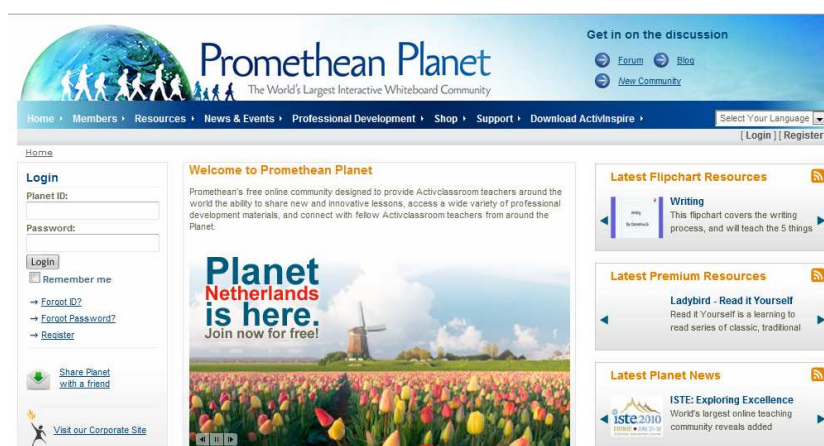 Promethean Planet
The World's Largest Interactive Whiteboard Community
Get in on the discussion
Forum Blog
New Community
Home Members Resources News & Events Professional Development Shop Support Download ActivInspire
Select Your Language
[ Login ] [ Register
Home
Login
Planet ID:
Password:
Login
Remember me
→ Forgot ID?
→ Forgot Password?
→ Register
Share Planet
with a friend
Visit our Corporate Site
Welcome to Promethean Planet
Promethean's free online community designed to provide Activclassroom teachers around the
world the ability to share new and innovative lessons, access a wide variety of professional
development materials, and connect with fellow Activclassroom teachers from around the
Planet.
Planet
Netherlands
is here.
Join now for free!
Latest Flipchart Resources
Writing
This flipchart covers the writing
process, and will teach the 5 things
Latest Premium Resources
Ladybird - Read it Yourself
Read it Yourself is a learning to
read series of classic, traditional
Latest Planet News
iste 2010
ISTE: Exploring Excellence
World's largest online teaching
community reveals added